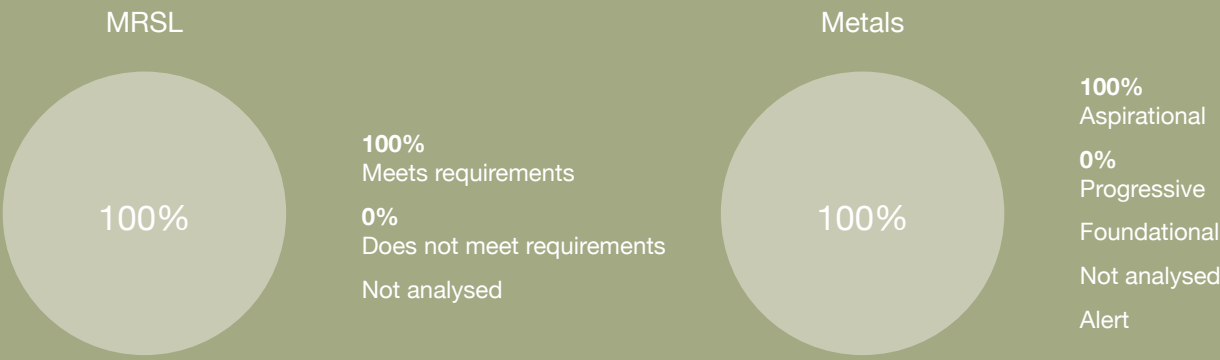 MRSL
100%
100%
Meets requirements
0%
Does not meet requirements
Not analysed
Metals
100%
100%
Aspirational
0%
Progressive
Foundational
Not analysed
Alert